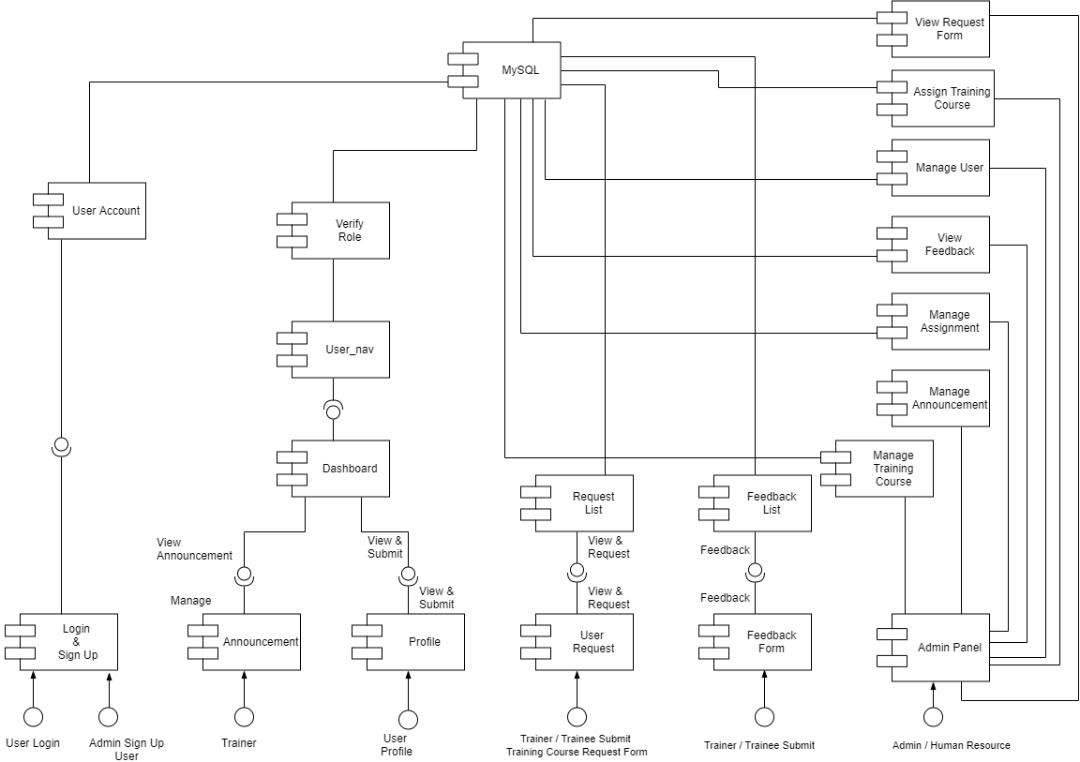 View Request
Form
MySQL
Assign Training
Course
Manage User
User Account
Verify
Role
View
Feedback
Manage
Assignment
User_nav
Manage
Announcement
Dashboard
Manage
Training
Course
Request
List
Feedback
List
View
Announcement
View &
Submit
View &
Request
Feedback
Manage
View &
Submit
View &
Request
Feedback
Login
&
Sign Up
Announcement
Profile
User
Request
Feedback
Form
Admin Panel
User Login
Admin Sign Up
User
Trainer
User
Profile
Trainer / Trainee Submit
Training Course Request Form
Trainer / Trainee Submit
Admin / Human Resource